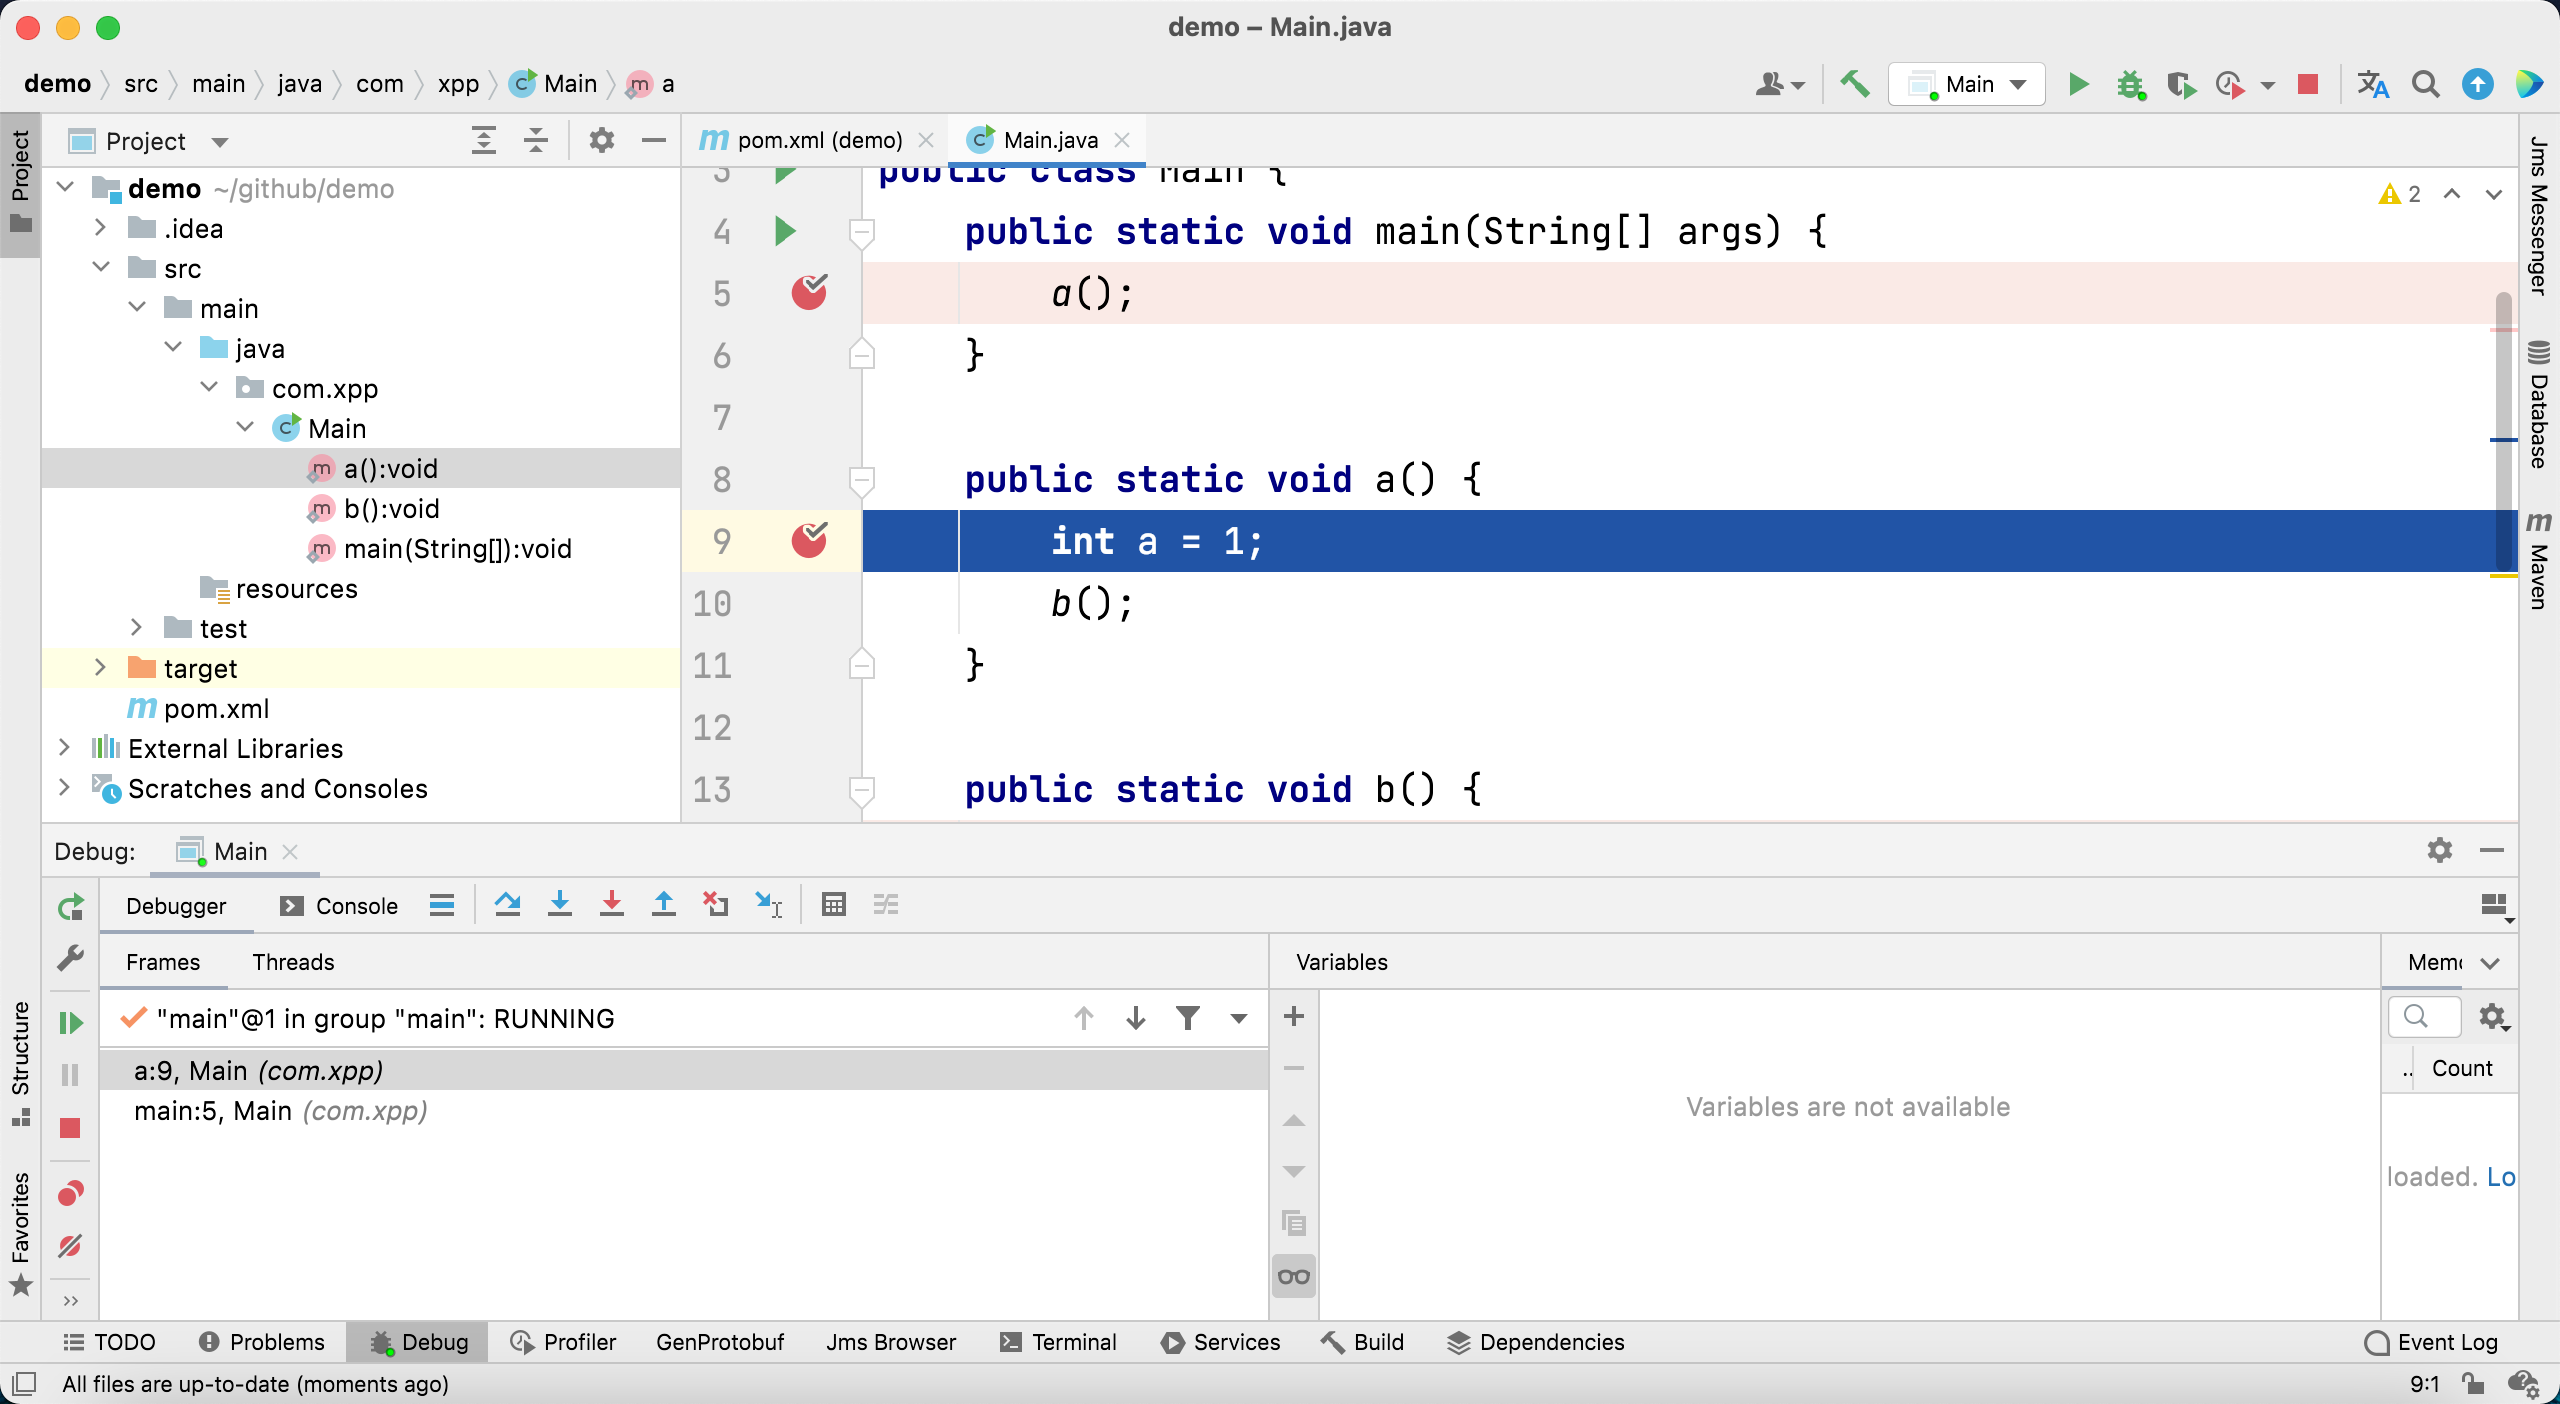 demo – Main.java
demo src main java com xpp Main a
Main
Project
pom.xml (demo) Main.java
demo ~/github/demo
.idea
src
main
java
com.xpp
Main
a():void
b():void
main(String[]):void
resources
test
target
pom.xml
External Libraries
Scratches and Consoles
3 public class Main {
4 public static void main(String[] args) {
5 a();
6 }
7
8 public static void a() {
9 int a = 1;
10 b();
11 }
12
13 public static void b() {
2
Project
Structure
Favorites
Jms Messenger
Database
Maven
Debug: Main
Debugger Console
Frames Threads
Variables
Mem
"main"@1 in group "main": RUNNING
a:9, Main (com.xpp)
main:5, Main (com.xpp)
Variables are not available
.. Count
loaded. Lo
TODO Problems Debug Profiler GenProtobuf Jms Browser Terminal Services Build Dependencies Event Log
All files are up-to-date (moments ago)
9:1